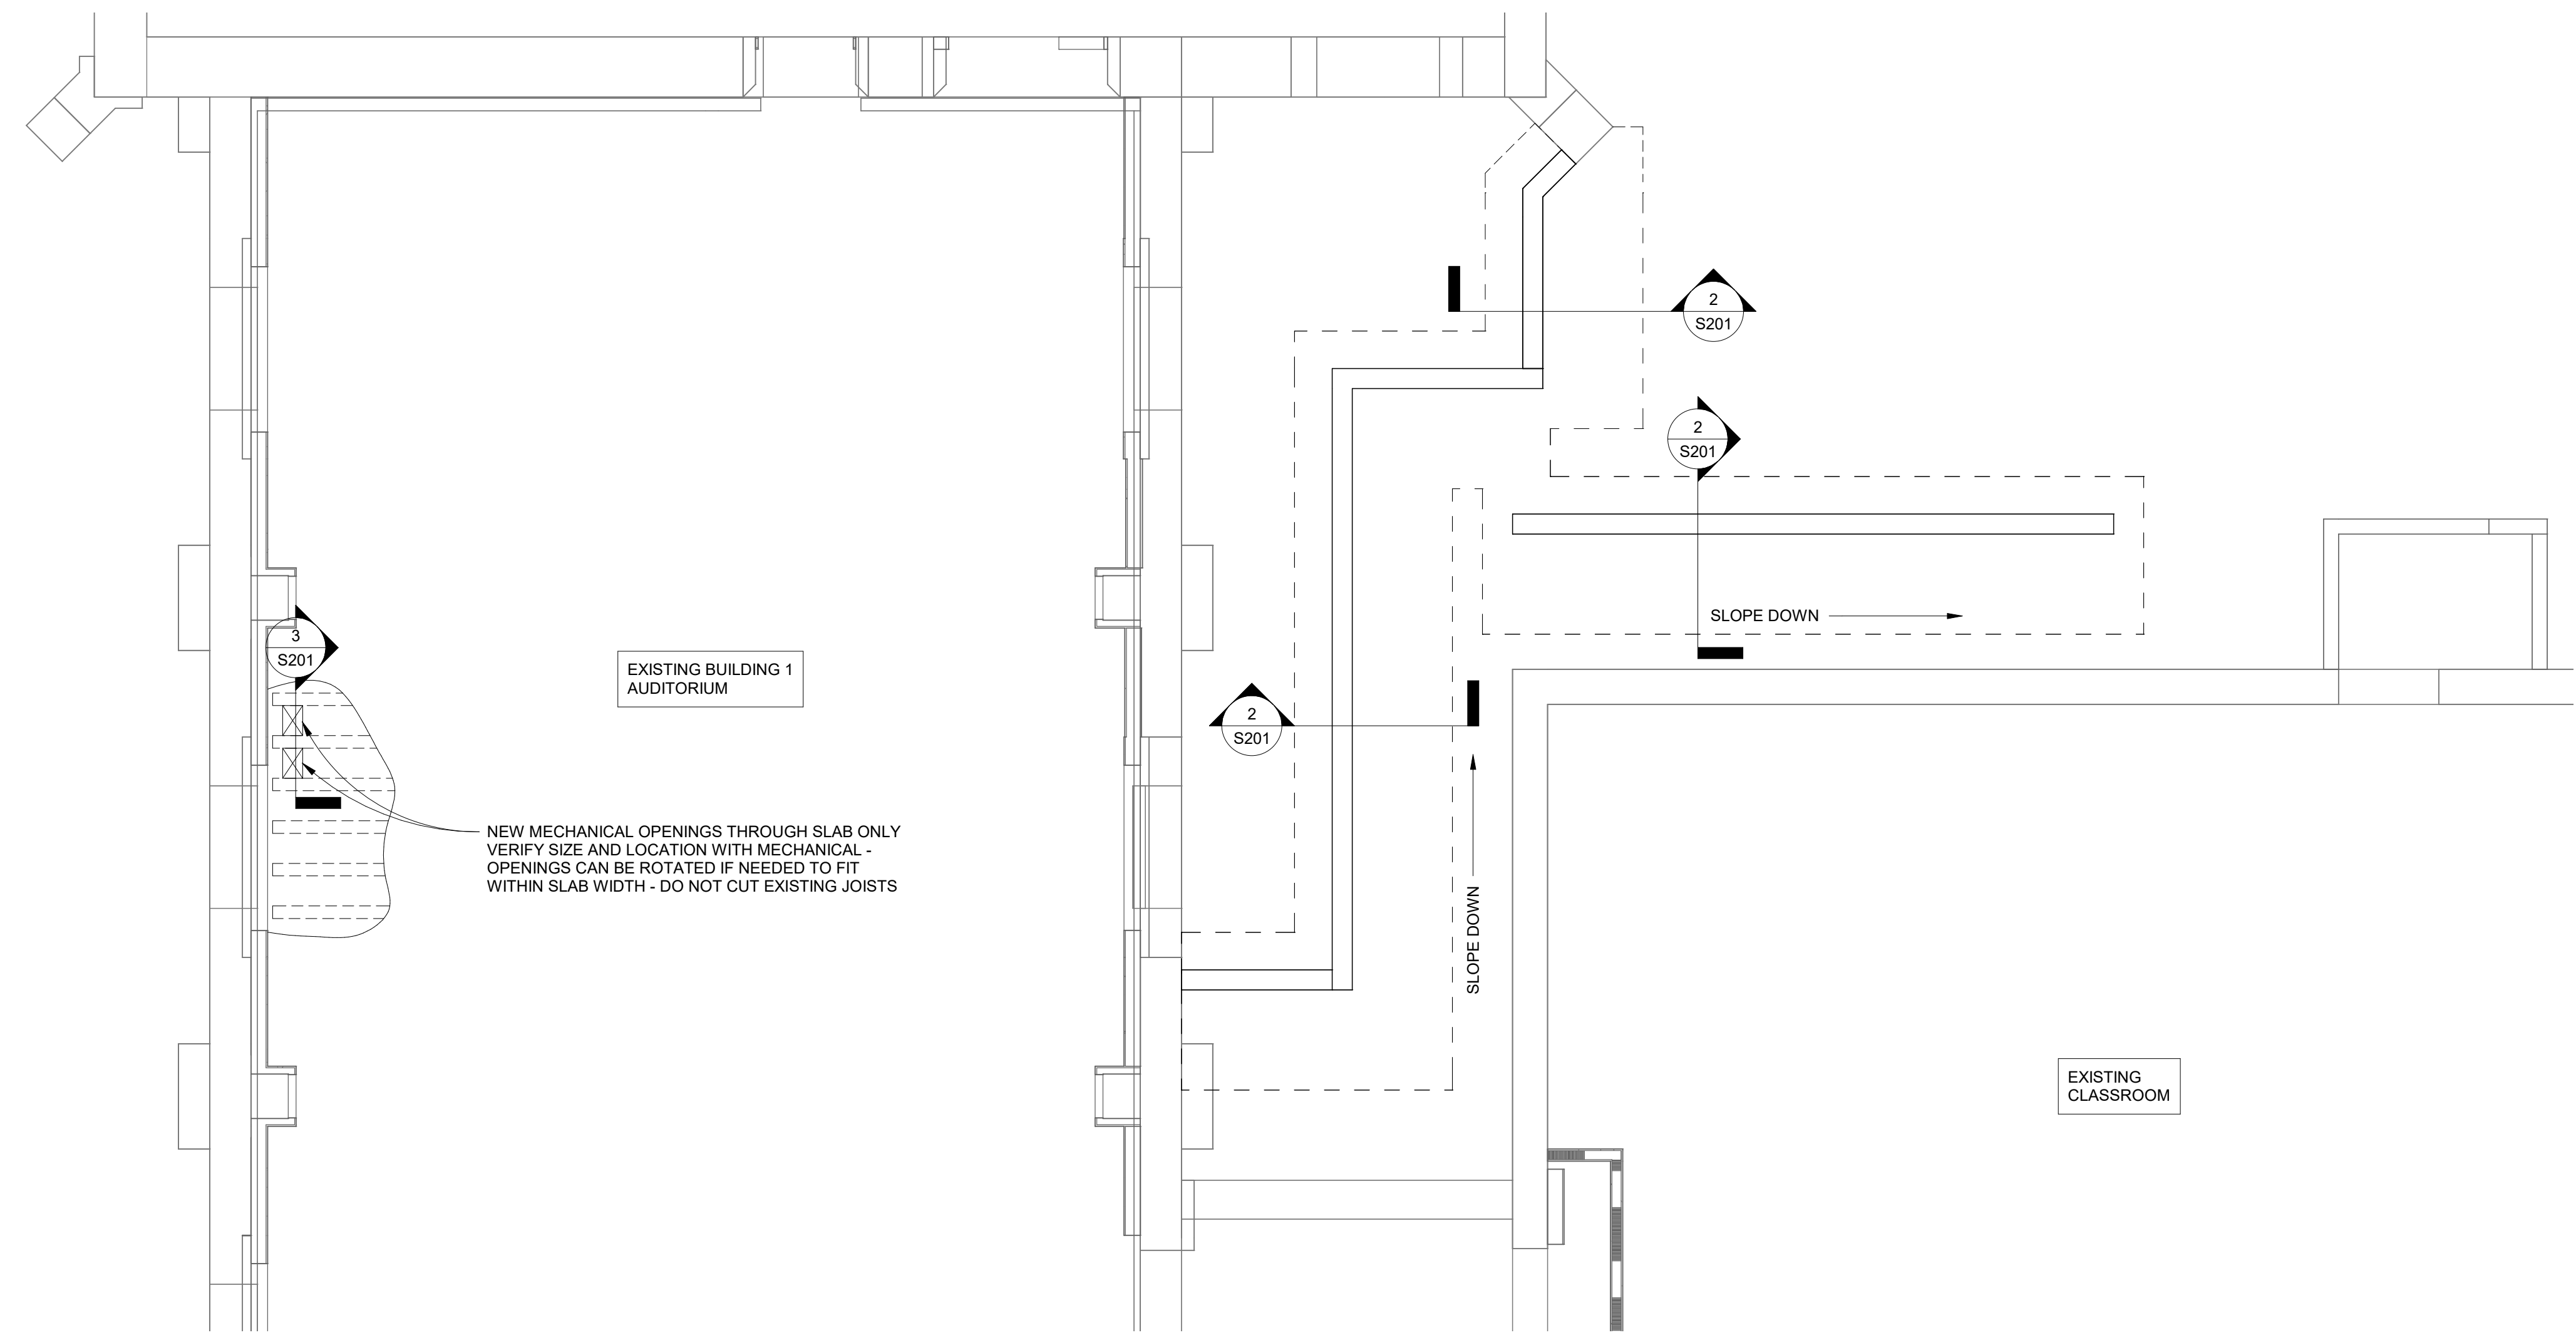 2
S201
2
S201
SLOPE DOWN
3
S201
EXISTING BUILDING 1
AUDITORIUM
2
S201
NEW MECHANICAL OPENINGS THROUGH SLAB ONLY
VERIFY SIZE AND LOCATION WITH MECHANICAL -
OPENINGS CAN BE ROTATED IF NEEDED TO FIT
WITHIN SLAB WIDTH - DO NOT CUT EXISTING JOISTS
SLOPE DOWN
EXISTING
CLASSROOM